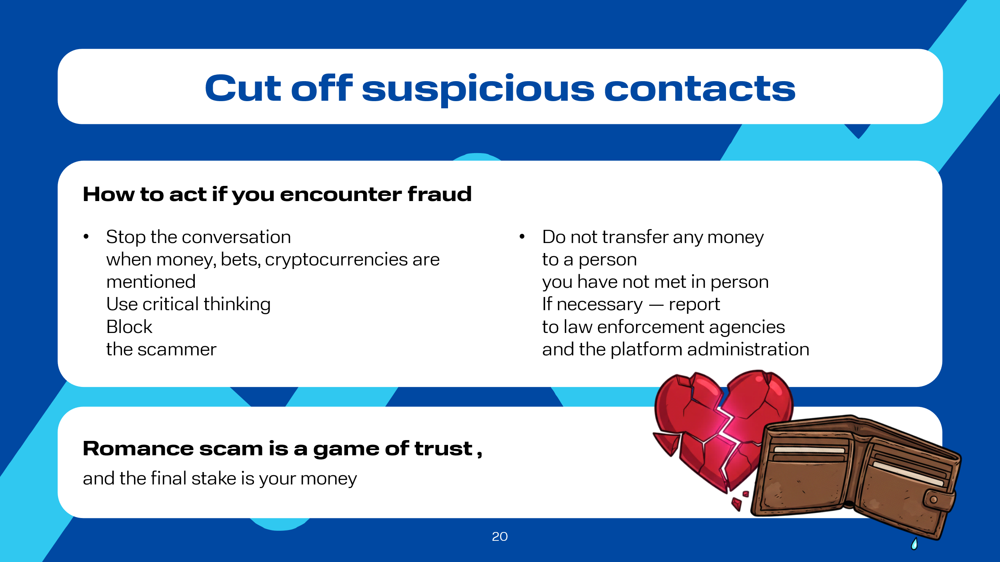 Cut off suspicious contacts
How to act if you encounter fraud
• Stop the conversation
when money, bets, cryptocurrencies are
mentioned
Use critical thinking
Block
the scammer
• Do not transfer any money
to a person
you have not met in person
If necessary — report
to law enforcement agencies
and the platform administration
Romance scam is a game of trust ,
and the final stake is your money
20